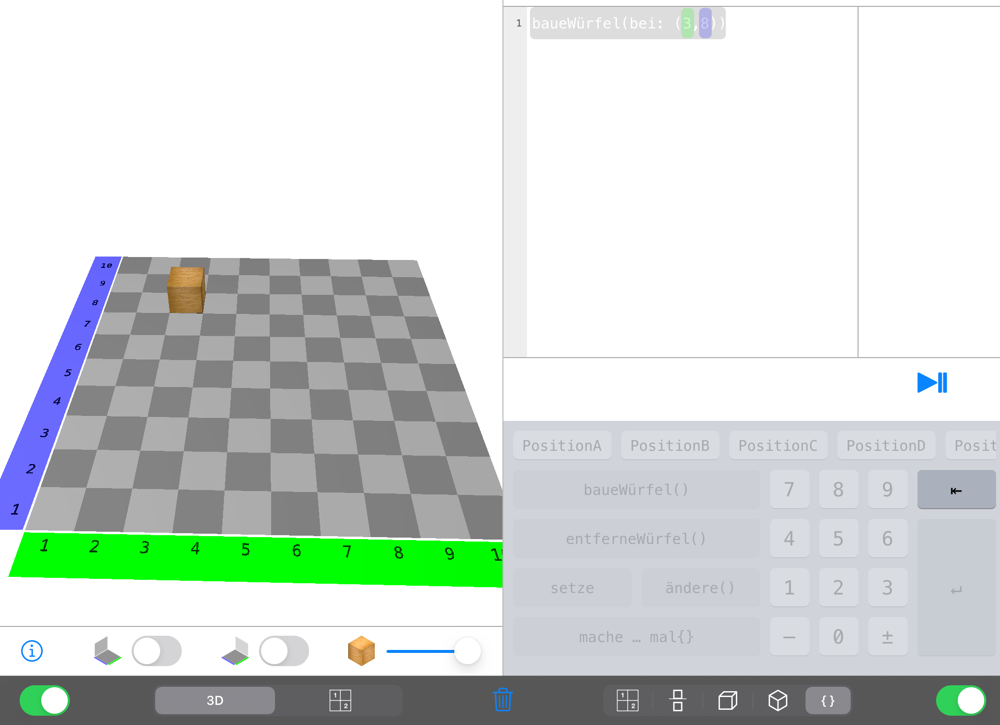 1 baueWürfel(bei: (3,8))
10
9
8
7
6
5
4
3
2
1
1 2 3 4 5 6 7 8 9
PositionA PositionB PositionC PositionD Posit
baueWürfel() 7 8 9 ⇤
entferneWürfel() 4 5 6
setze ändere() 1 2 3 ↵
mache … mal{} − 0 ±
i
3D 1 2 1 2 {}